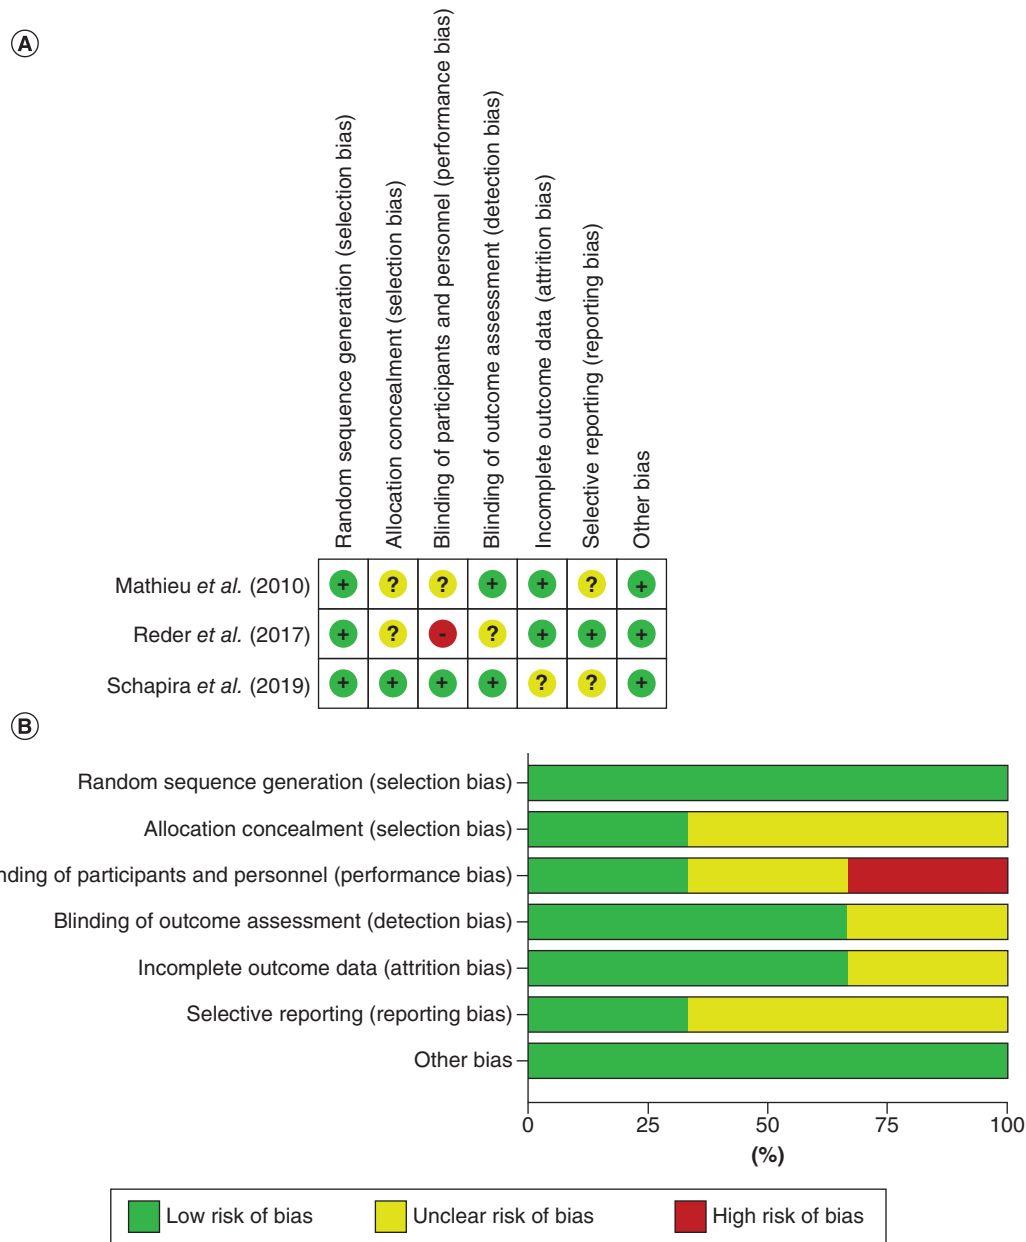 A
Random sequence generation (selection bias)
Allocation concealment (selection bias)
Blinding of participants and personnel (performance bias)
Blinding of outcome assessment (detection bias)
Incomplete outcome data (attrition bias)
Selective reporting (reporting bias)
Other bias
Mathieu et al. (2010) + ? ? + + ? +
Reder et al. (2017) + ? - ? + + +
Schapira et al. (2019) + + + + ? ? +
B
Random sequence generation (selection bias)
Allocation concealment (selection bias)
nding of participants and personnel (performance bias)
Blinding of outcome assessment (detection bias)
Incomplete outcome data (attrition bias)
Selective reporting (reporting bias)
Other bias
0 25 50 75 100
(%)
Low risk of bias Unclear risk of bias High risk of bias